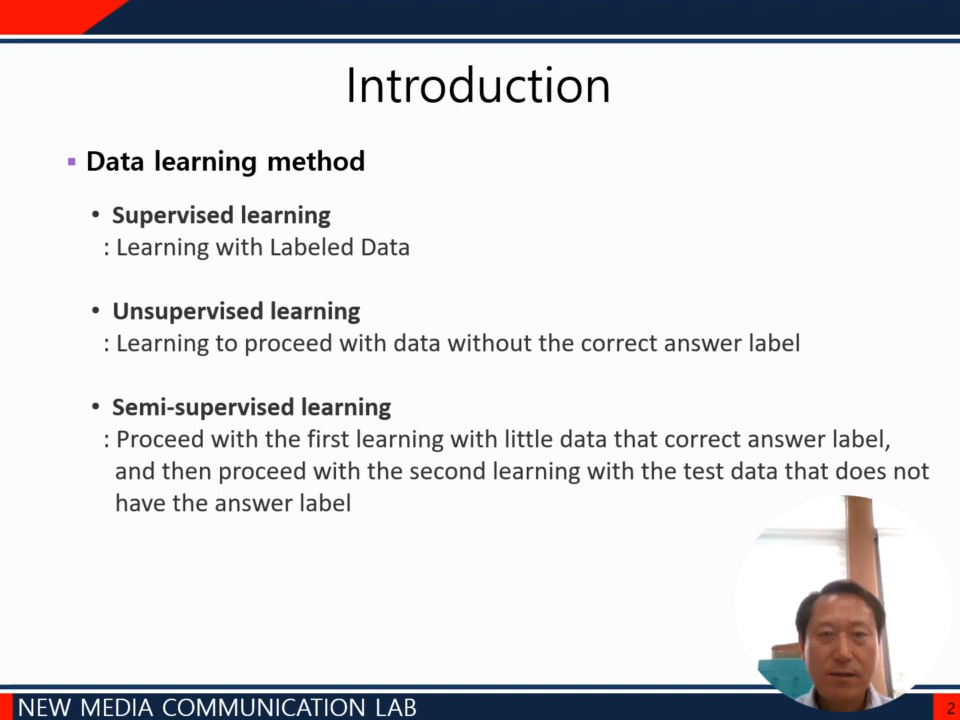 Introduction
▪ Data learning method
• Supervised learning
: Learning with Labeled Data
• Unsupervised learning
: Learning to proceed with data without the correct answer label
• Semi-supervised learning
: Proceed with the first learning with little data that correct answer label,
and then proceed with the second learning with the test data that does not
have the answer label
NEW MEDIA COMMUNICATION LAB
2